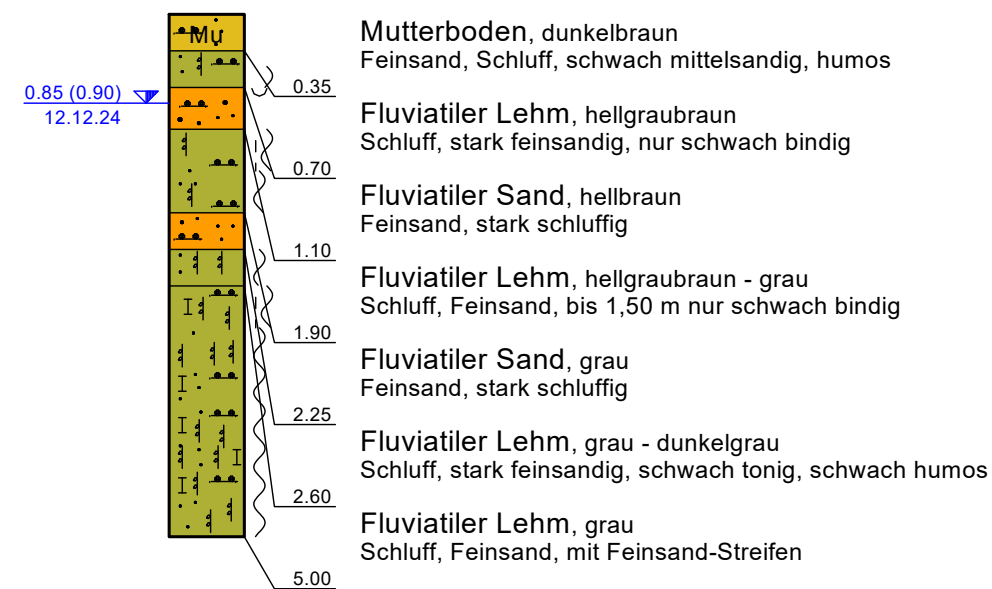 Mu
Mutterboden, dunkelbraun
Feinsand, Schluff, schwach mittelsandig, humos
0.35
0.85 (0.90)
12.12.24
Fluviatiler Lehm, hellgraubraun
Schluff, stark feinsandig, nur schwach bindig
0.70
Fluviatiler Sand, hellbraun
Feinsand, stark schluffig
1.10
Fluviatiler Lehm, hellgraubraun - grau
Schluff, Feinsand, bis 1,50 m nur schwach bindig
1.90
Fluviatiler Sand, grau
Feinsand, stark schluffig
2.25
Fluviatiler Lehm, grau - dunkelgrau
Schluff, stark feinsandig, schwach tonig, schwach humos
2.60
Fluviatiler Lehm, grau
Schluff, Feinsand, mit Feinsand-Streifen
5.00